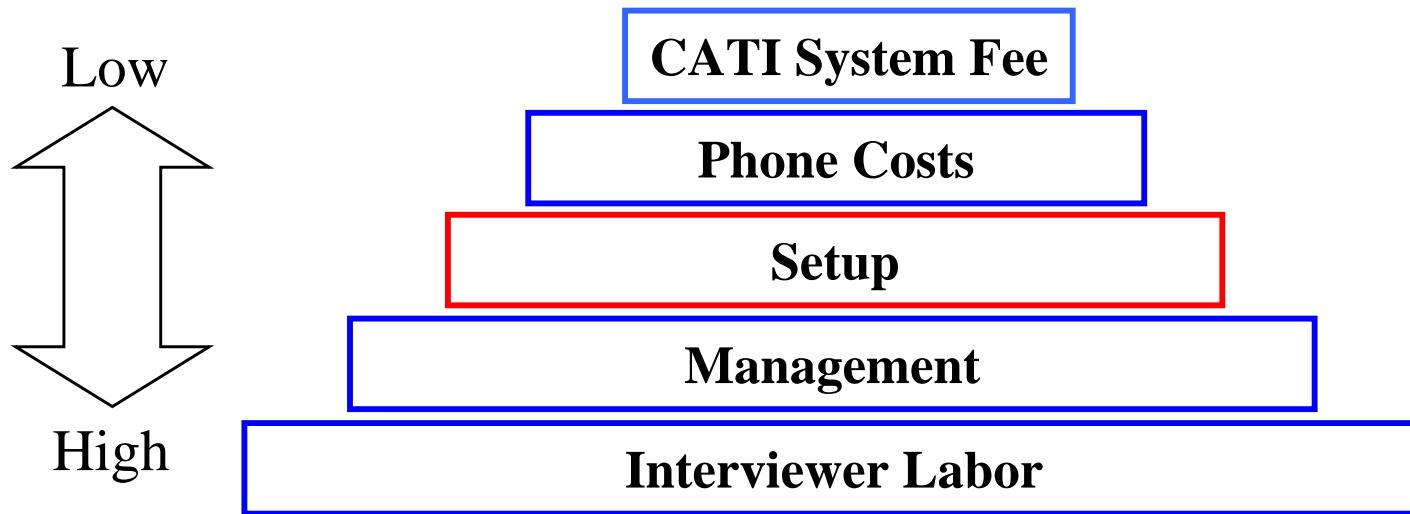 Low
CATI System Fee
Phone Costs
Setup
Management
High
Interviewer Labor